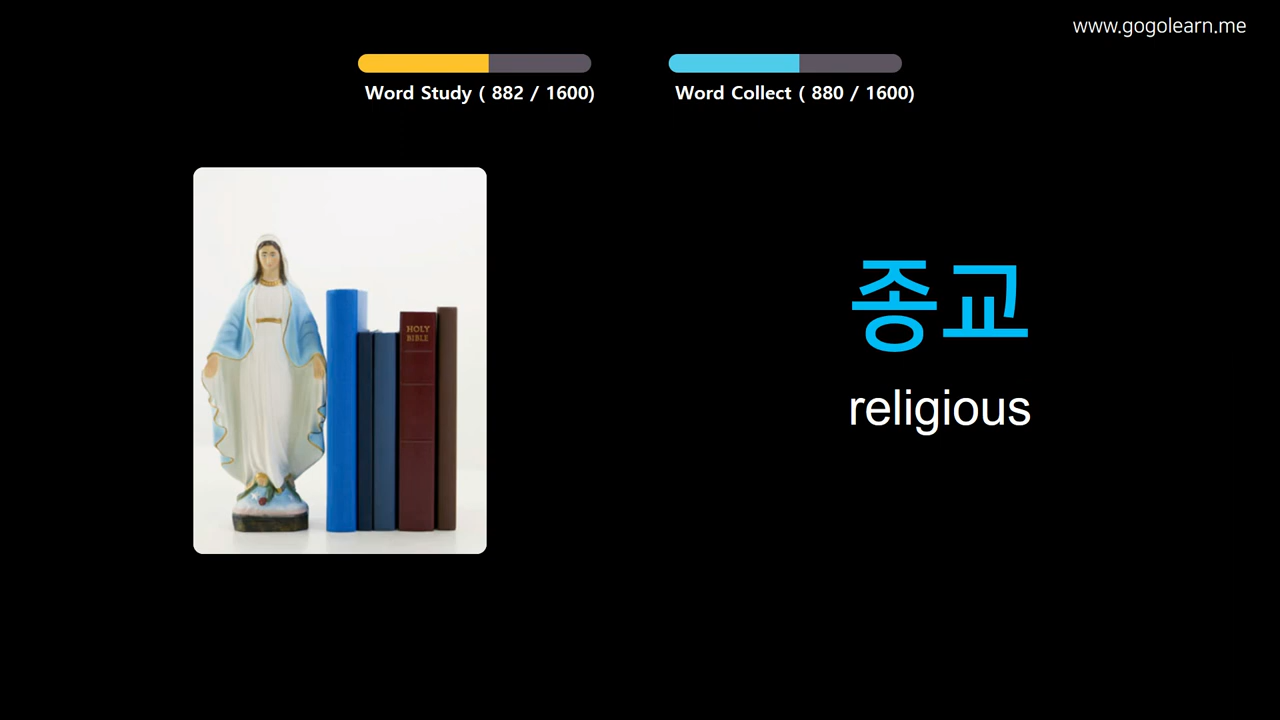 www.gogolearn.me
Word Study ( 882 / 1600)
Word Collect ( 880 / 1600)
HOLY
BIBLE
종교
religious